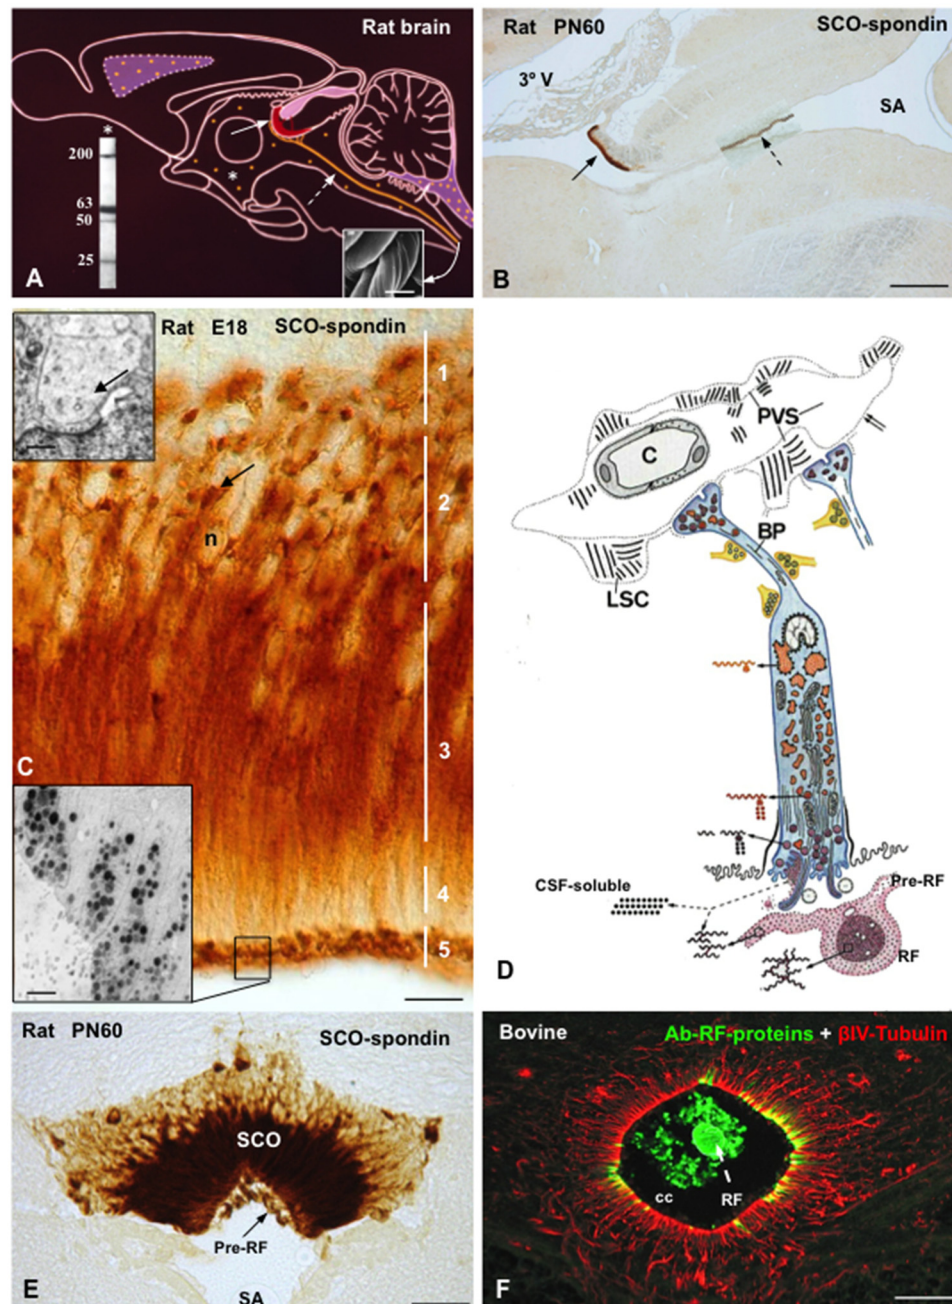 Rat brain
*
200
63
50
25
*
A
Rat PN60 SCO-spondin
3° V
SA
B
Rat E18 SCO-spondin
1
2
n
3
C
4
5
PVS
C
BP
LSC
CSF-soluble
Pre-RF
RF
D
Rat PN60 SCO-spondin
SCO
Pre-RF
SA
E
Bovine Ab-RF-proteins + βIV-Tubulin
cc
RF
F